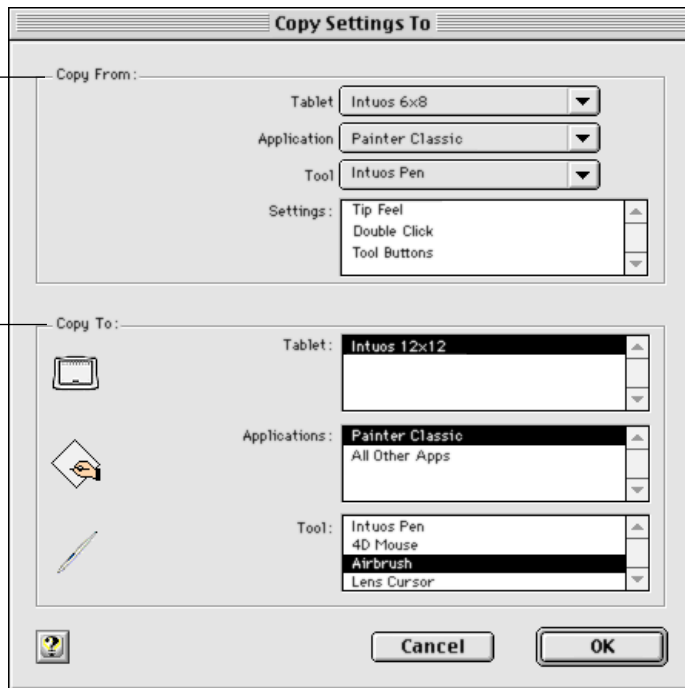 Copy Settings To
Copy From:
Tablet Intuos 6x8
Application Painter Classic
Tool Intuos Pen
Settings: Tip Feel
Double Click
Tool Buttons
Copy To:
Tablet: Intuos 12x12
Applications: Painter Classic
All Other Apps
Tool: Intuos Pen
4D Mouse
Airbrush
Lens Cursor
?
Cancel OK